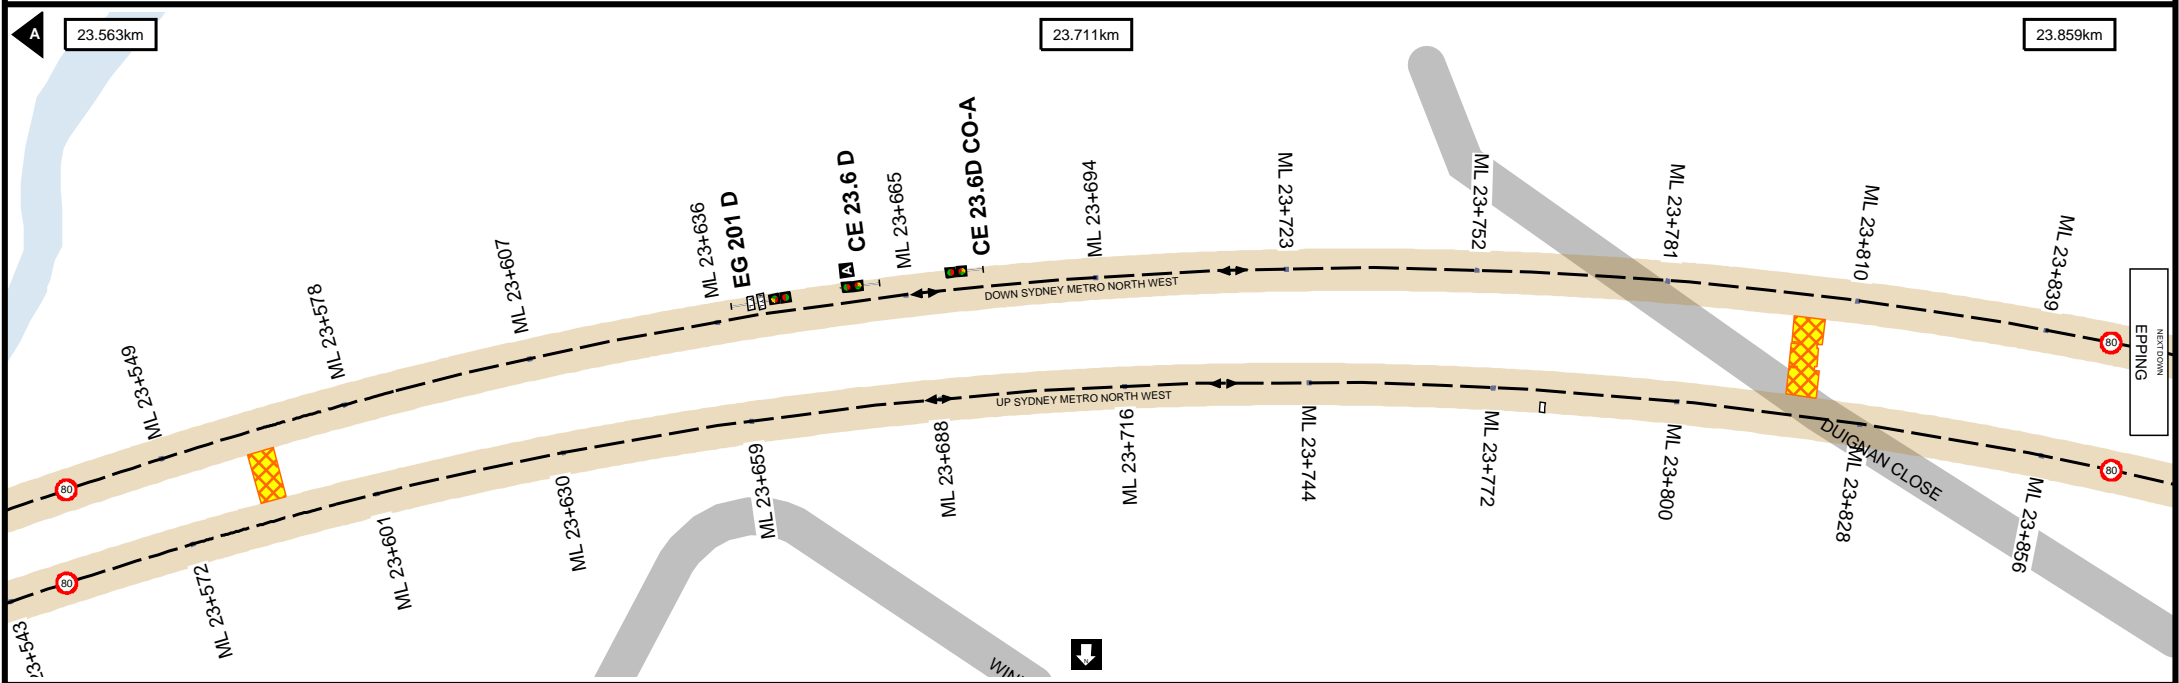 A
23.563km
23.711km
23.859km
ML 23+549
ML 23+578
ML 23+607
ML 23+636
EG 201 D
A CE 23.6 D
ML 23+665
CE 23.6D CO-A
ML 23+694
ML 23+723
ML 23+752
ML 23+781
ML 23+810
ML 23+839
DOWN SYDNEY METRO NORTH WEST
80
80
NEXT DOWN
EPPING
UP SYDNEY METRO NORTH WEST
80
80
23+543
ML 23+572
ML 23+601
ML 23+630
ML 23+659
ML 23+688
ML 23+716
ML 23+744
ML 23+772
ML 23+800
ML 23+828
ML 23+856
DUIGNAN CLOSE
N